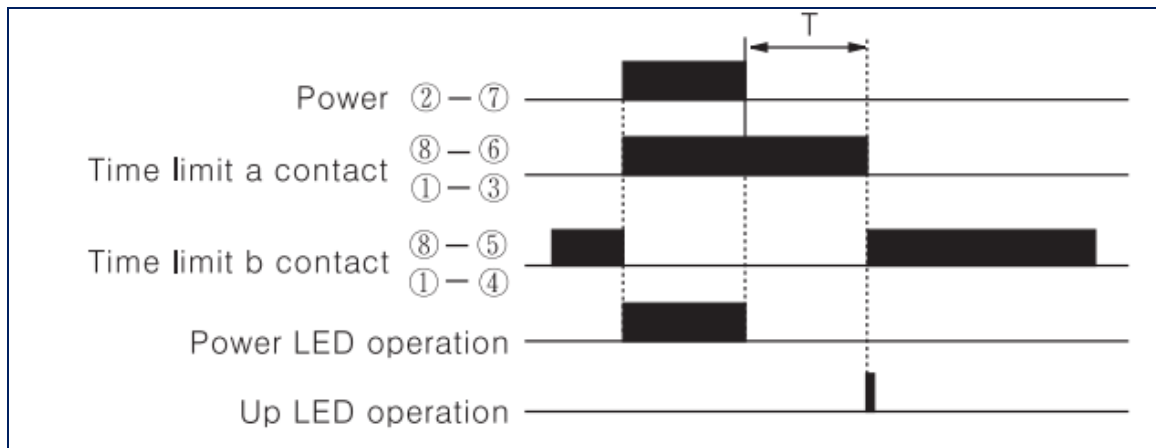 T
Power ②－⑦
Time limit a contact ⑧－⑥
①－③
Time limit b contact ⑧－⑤
①－④
Power LED operation
Up LED operation